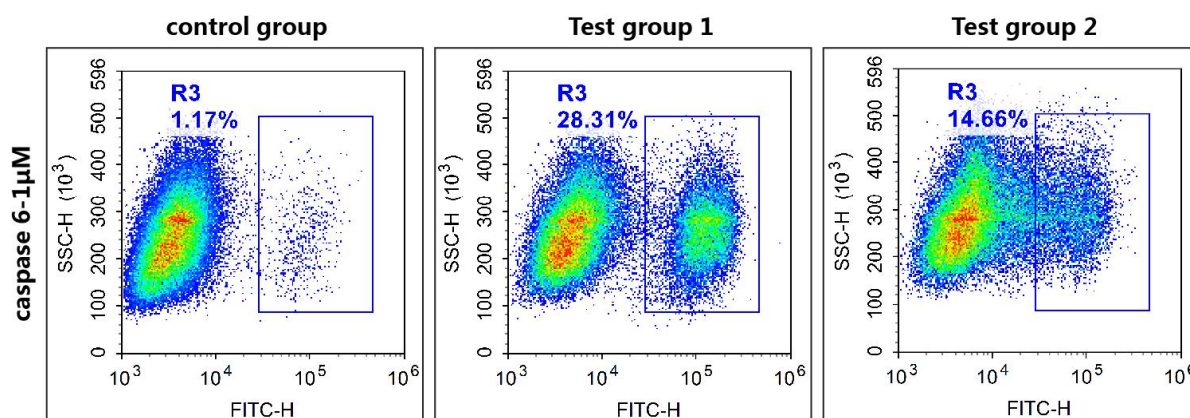 control group
Test group 1
Test group 2
caspase 6-1μM
R3
1.17%
SSC-H (10³)
596
500
400
300
200
100
0
10³ 10⁴ 10⁵ 10⁶
FITC-H
R3
28.31%
SSC-H (10³)
596
500
400
300
200
100
0
10³ 10⁴ 10⁵ 10⁶
FITC-H
R3
14.66%
SSC-H (10³)
596
500
400
300
200
100
0
10³ 10⁴ 10⁵ 10⁶
FITC-H